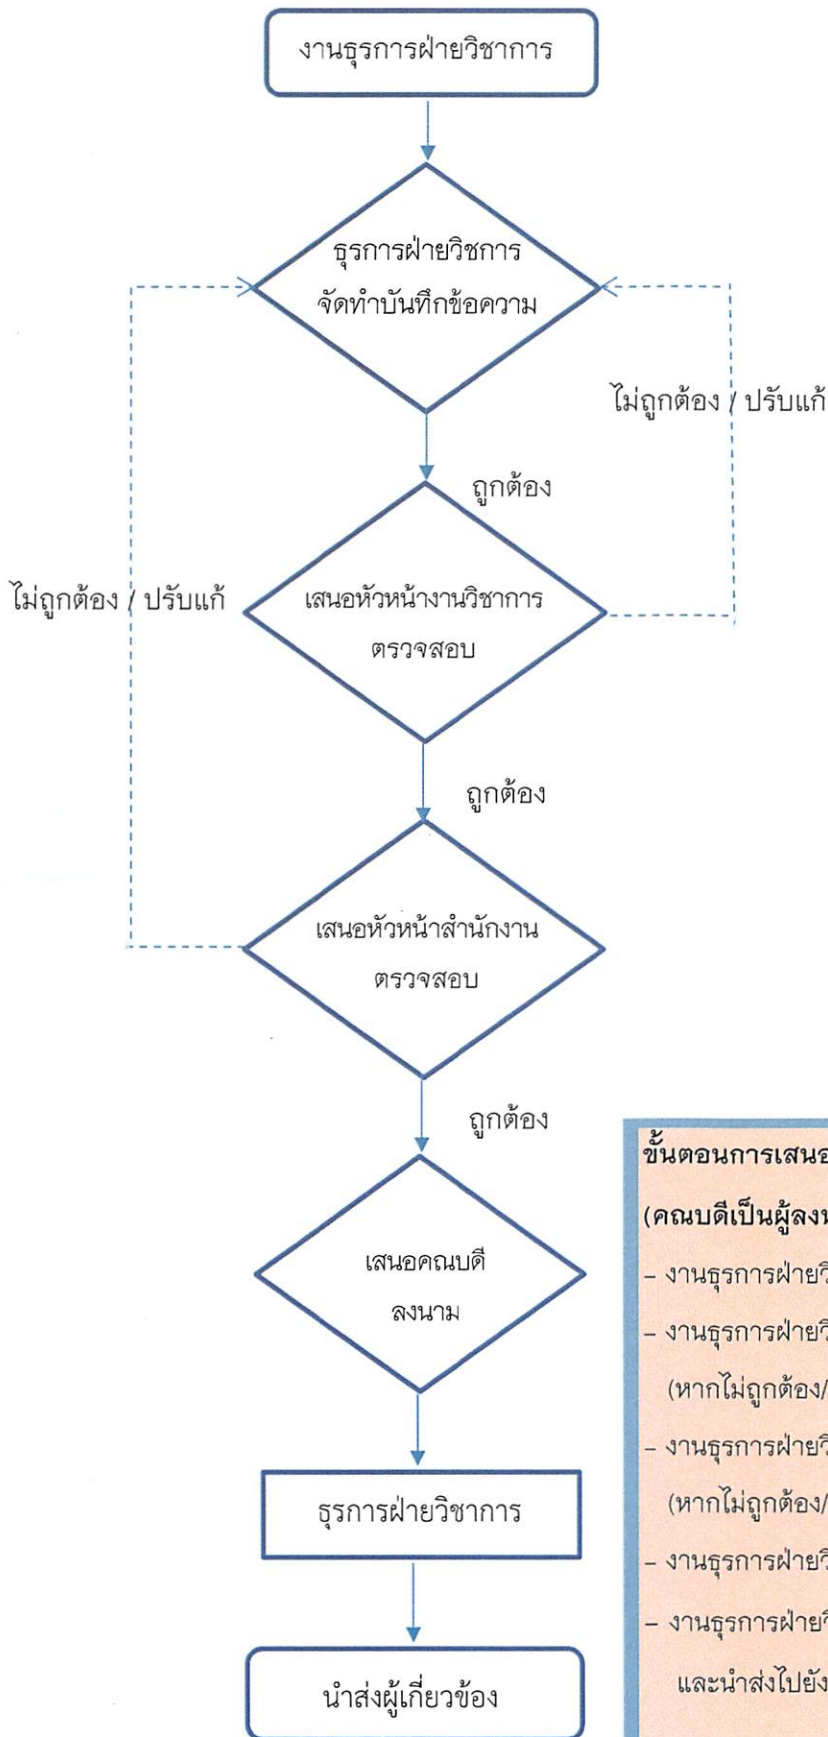 งานธุรการฝ่ายวิชาการ
ธุรการฝ่ายวิชการ
จัดทำบันทึกข้อความ
ไม่ถูกต้อง / ปรับแก้
ถูกต้อง
ไม่ถูกต้อง / ปรับแก้
เสนอหัวหน้างานวิชาการ
ตรวจสอบ
ถูกต้อง
เสนอหัวหน้าสำนักงาน
ตรวจสอบ
ถูกต้อง
เสนอคณบดี
ลงนาม
ธุรการฝ่ายวิชาการ
นำส่งผู้เกี่ยวข้อง
ขั้นตอนการเสนอ
(คณบดีเป็นผู้ลงน
– งานธุรการฝ่ายวิ
– งานธุรการฝ่ายวิ
(หากไม่ถูกต้อง/
– งานธุรการฝ่ายวิ
(หากไม่ถูกต้อง/
– งานธุรการฝ่ายวิ
– งานธุรการฝ่ายวิ
และนำส่งไปยัง